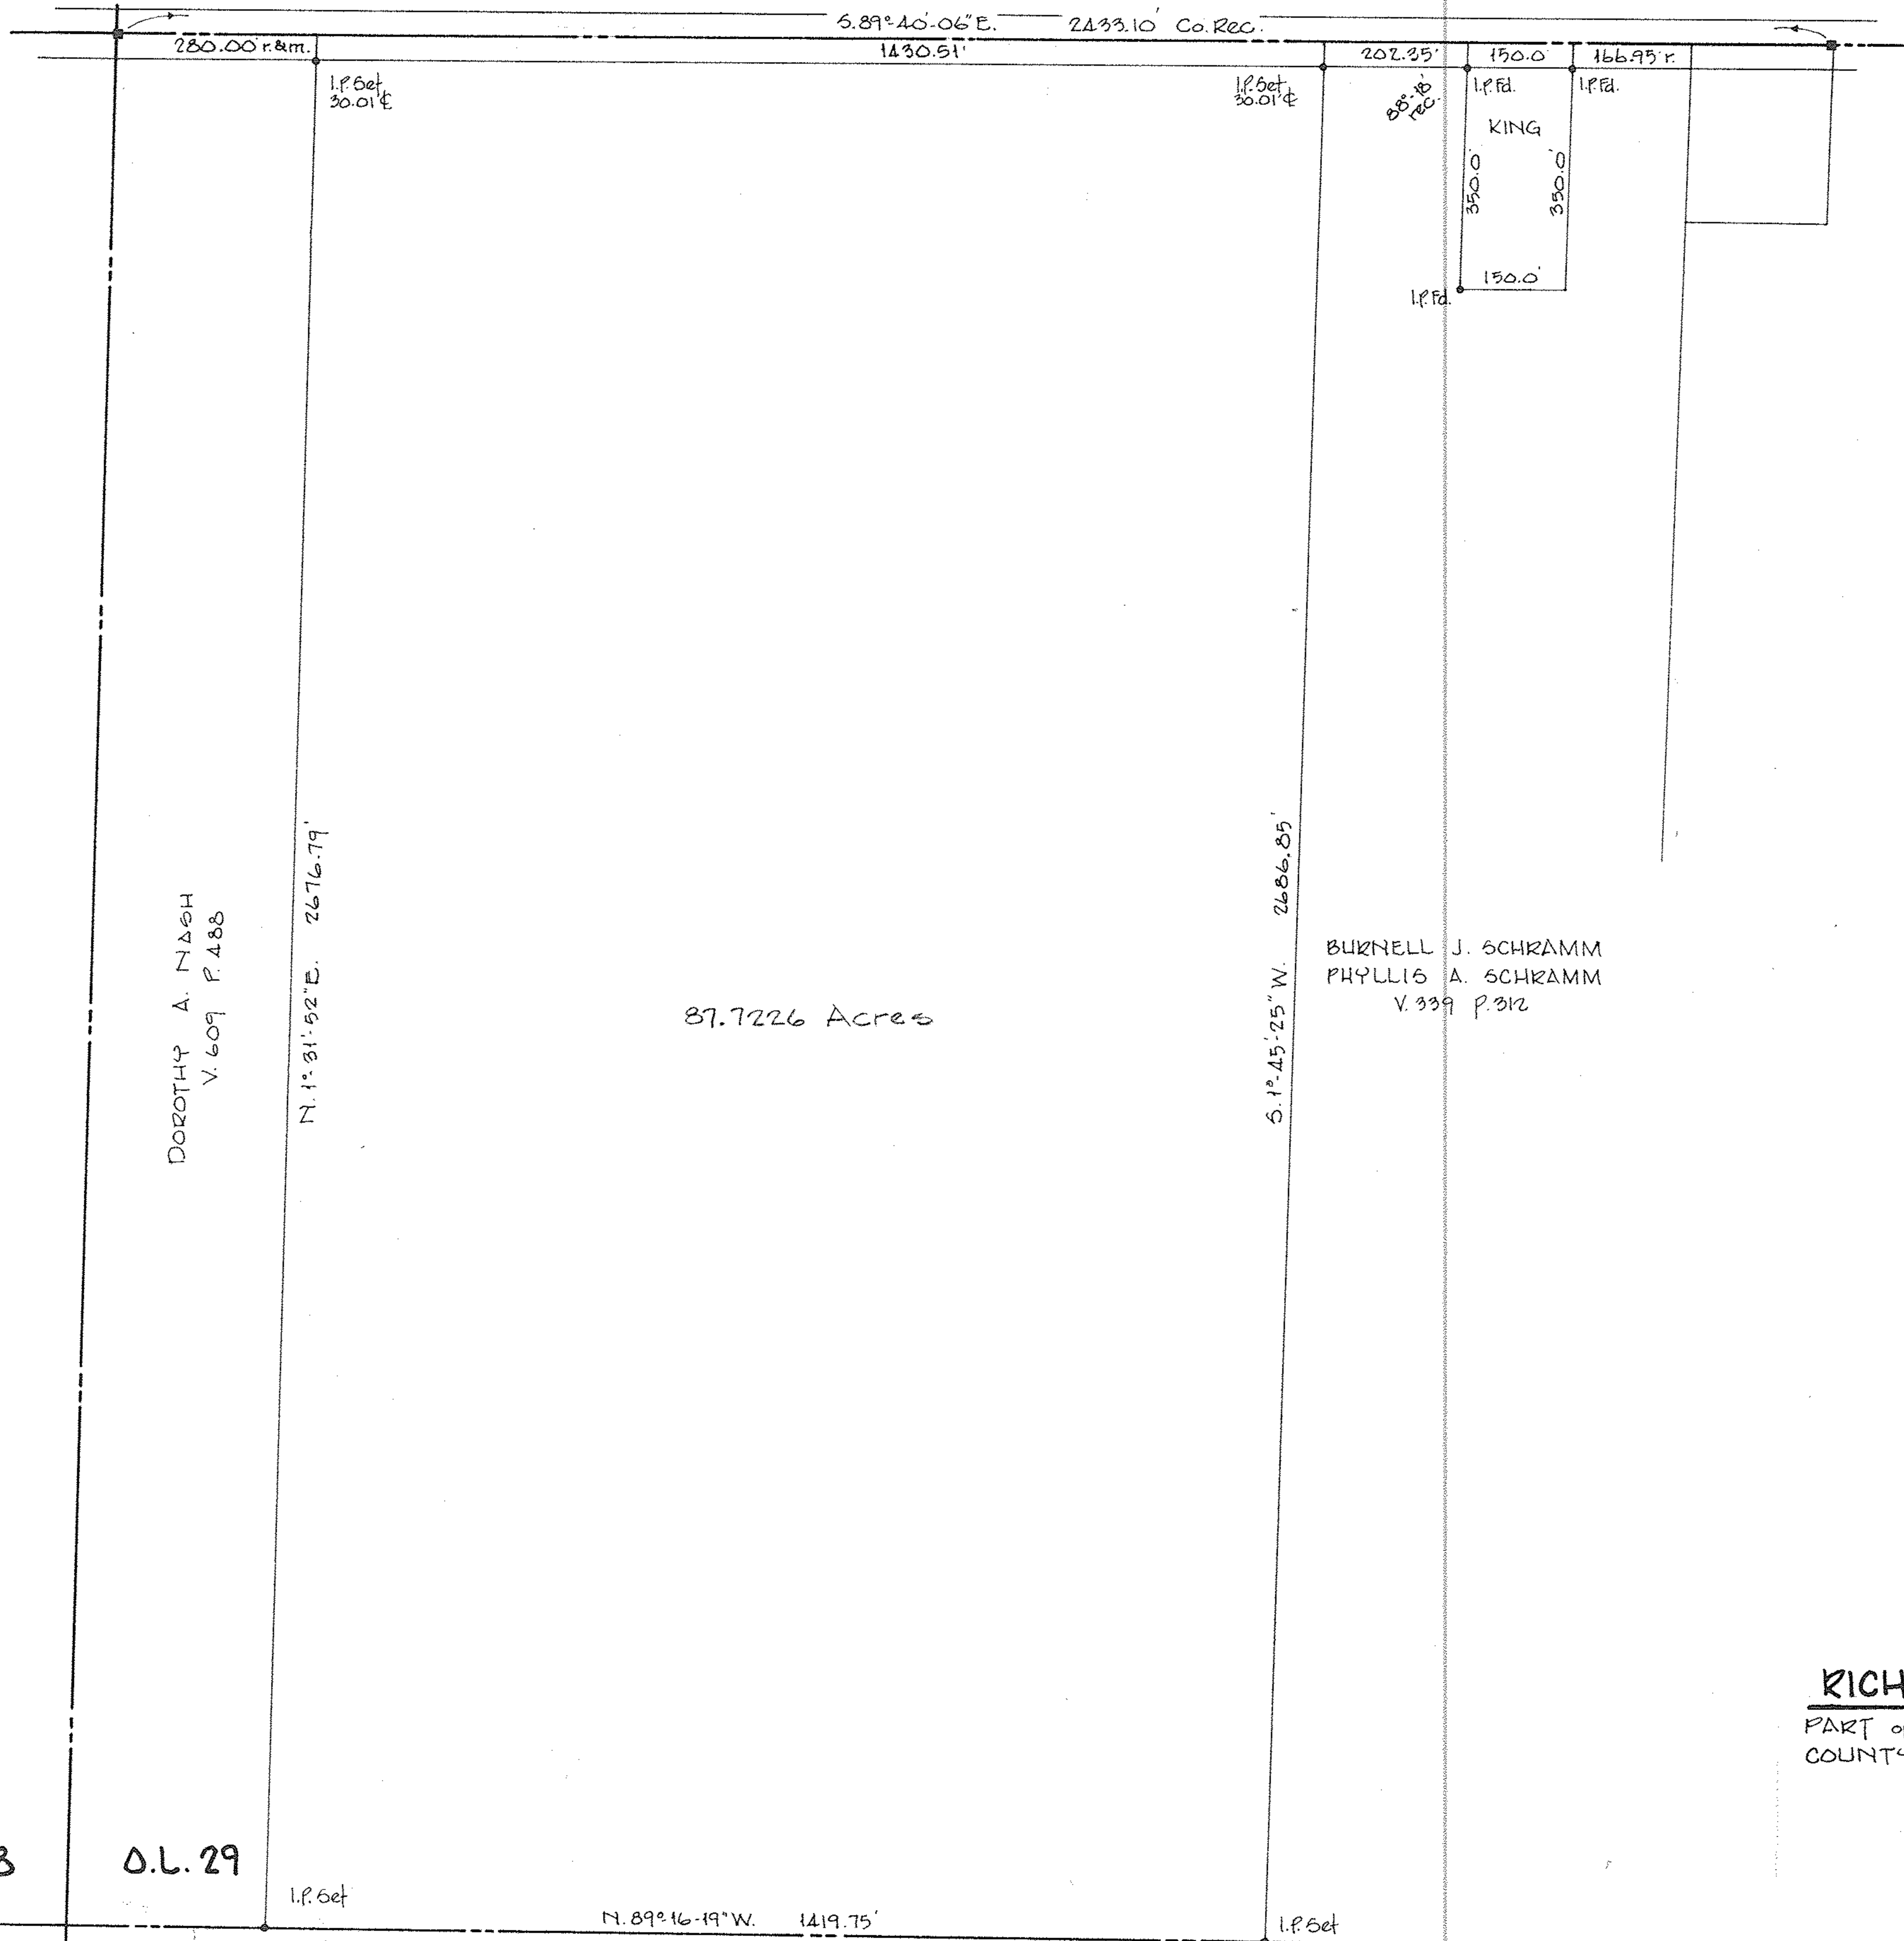 S.89°-40'-06"E. 2433.10' Co. Rec.
280.00' r.&m.
1430.51'
202.35'
150.0'
166.95' r.
I.P. Set
30.01' ℄
I.P. Set
30.01' ℄
88°-18'
rec.
I.P. Fd.
I.P. Fd.
KING
350.0'
350.0'
150.0'
I.P. Fd.
DOROTHY A. NASH
V. 609 P. 488
N. 1°-31'-52"E. 2676.79'
87.7226 Acres
S. 1°-45'-25"W. 2686.85'
BURNELL J. SCHRAMM
PHYLLIS A. SCHRAMM
V. 339 P. 312
RICH
PART
COUNTY
O.L. 29
I.P. Set
N. 89°-16'-19"W. 1419.75'
I.P. Set